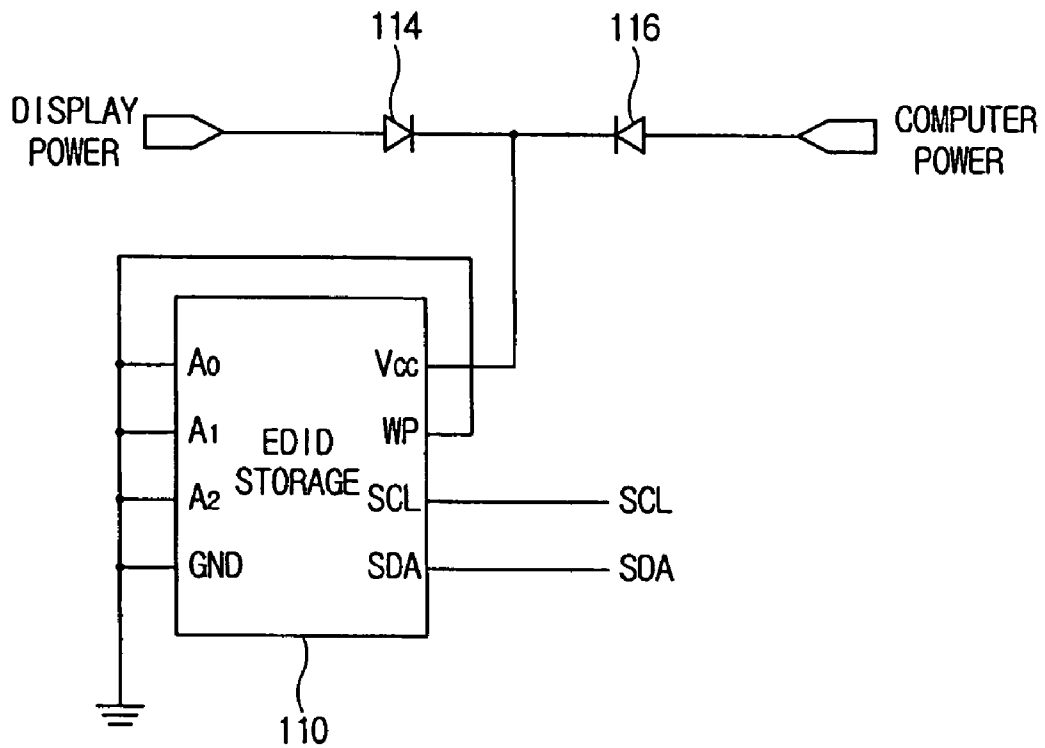 114
116
DISPLAY
POWER
COMPUTER
POWER
A0
Vcc
A1
WP
EDID
STORAGE
A2
SCL
SCL
GND
SDA
SDA
110